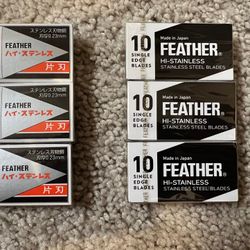 ステンレス刃物鋼
刃厚0.23mm
FEATHER
ハイ・ステンレス
片刃
ステンレス刃物鋼
刃厚0.23mm
FEATHER
ハイ・ステンレス
片刃
ステンレス刃物鋼
刃厚0.23mm
FEATHER
ハイ・ステンレス
片刃
10
SINGLE
EDGE
BLADES
Made in Japan
FEATHER®
HI-STAINLESS
STAINLESS STEEL BLADES
10
SINGLE
EDGE
BLADES
Made in Japan
FEATHER®
HI-STAINLESS
STAINLESS STEEL BLADES
10
SINGLE
EDGE
BLADES
Made in Japan
FEATHER®
HI-STAINLESS
STAINLESS STEEL BLADES